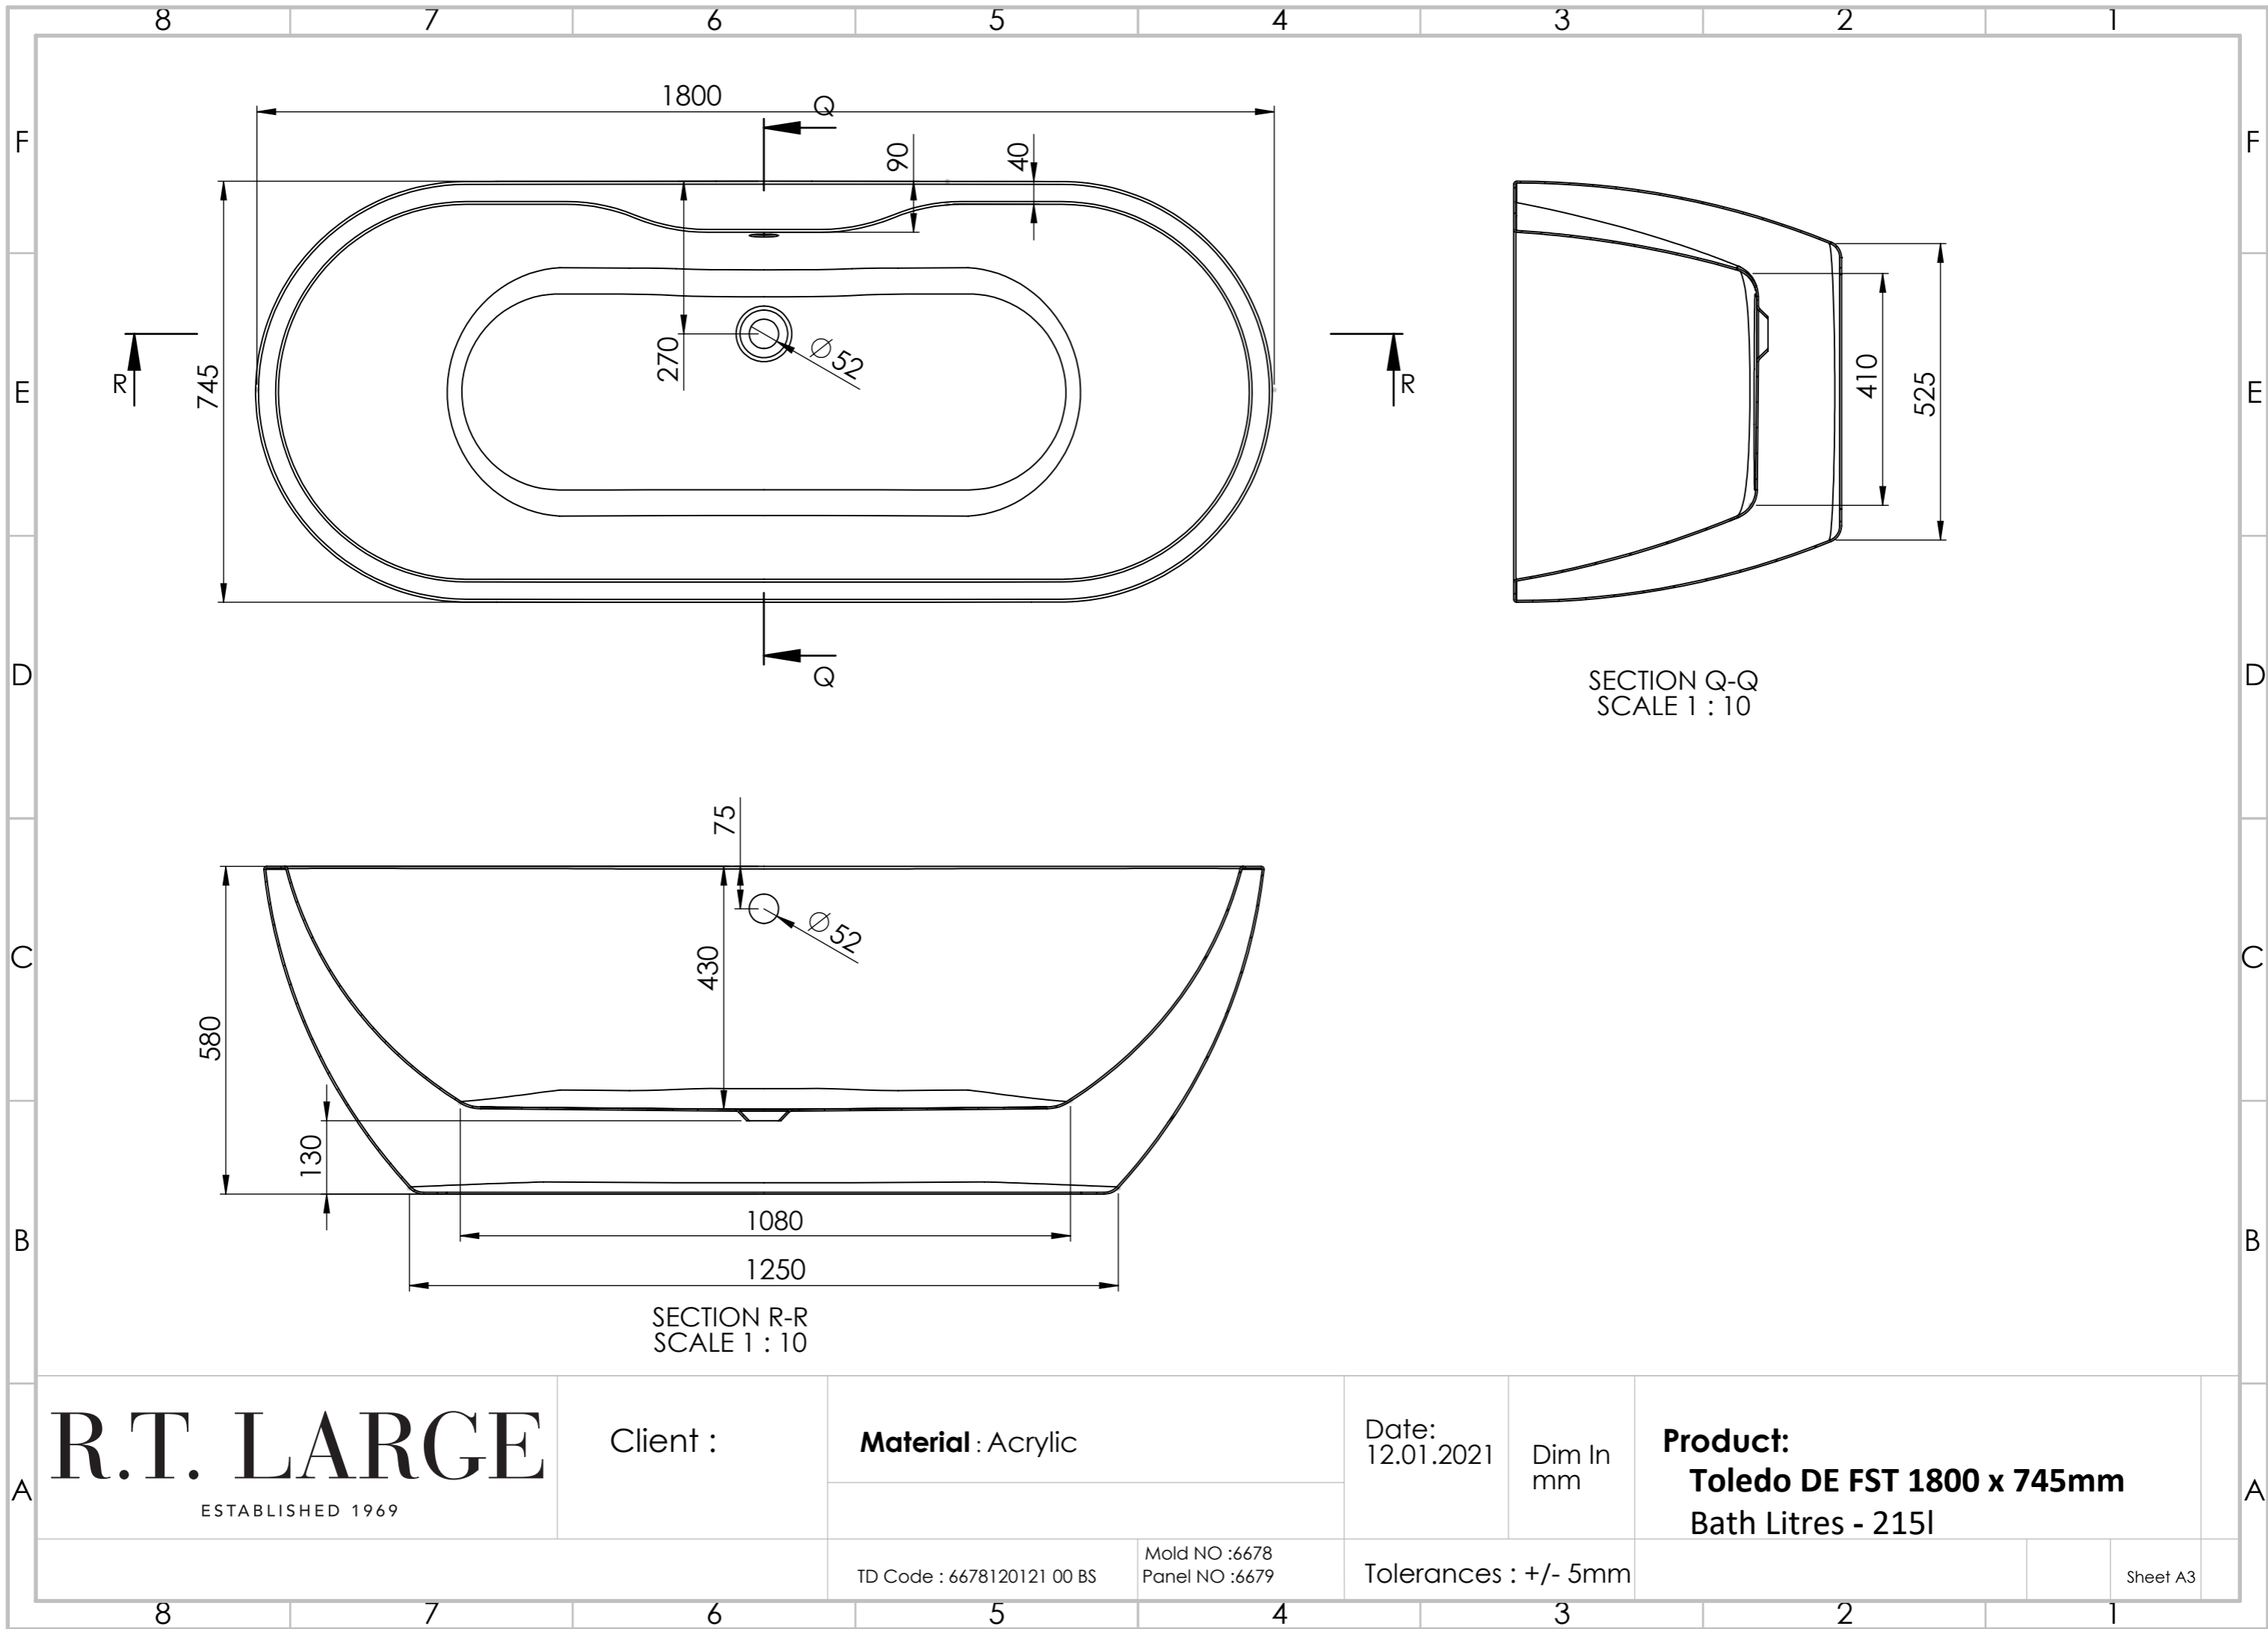 8 7 6 5 4 3 2 1
F
F
E
E
D
D
C
C
B
B
A
A
1800
Q
90
40
745
270
Ø52
R
R
Q
410
525
SECTION Q-Q
SCALE 1 : 10
75
Ø52
430
580
130
1080
1250
SECTION R-R
SCALE 1 : 10
R.T. LARGE
ESTABLISHED 1969
Client :
Material : Acrylic
Date:
12.01.2021
Dim In
mm
Product:
Toledo DE FST 1800 x 745mm
Bath Litres - 215l
TD Code : 6678120121 00 BS
Mold NO :6678
Panel NO :6679
Tolerances : +/- 5mm
Sheet A3
8 7 6 5 4 3 2 1